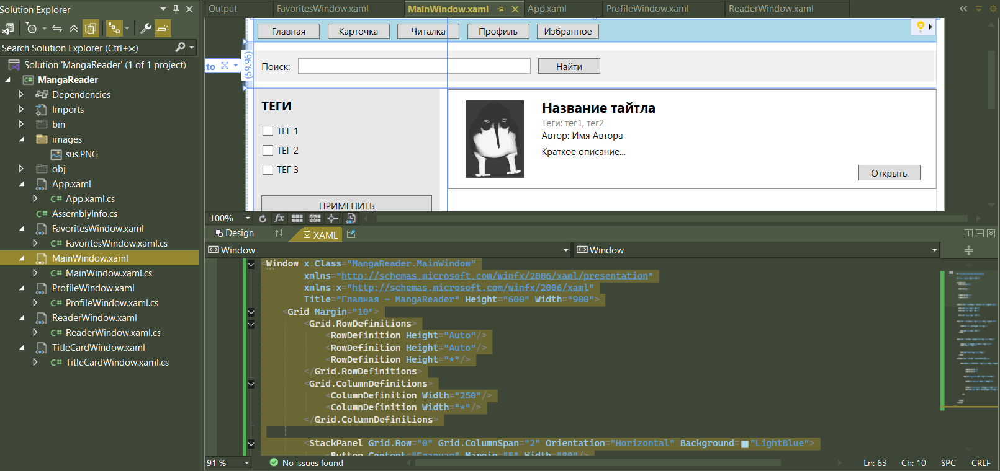 Solution Explorer
Search Solution Explorer (Ctrl+ж)
Solution 'MangaReader' (1 of 1 project)
MangaReader
Dependencies
Imports
bin
images
sus.PNG
obj
App.xaml
C# App.xaml.cs
C# AssemblyInfo.cs
FavoritesWindow.xaml
C# FavoritesWindow.xaml.cs
MainWindow.xaml
C# MainWindow.xaml.cs
ProfileWindow.xaml
C# ProfileWindow.xaml.cs
ReaderWindow.xaml
C# ReaderWindow.xaml.cs
TitleCardWindow.xaml
C# TitleCardWindow.xaml.cs
Output FavoritesWindow.xaml MainWindow.xaml App.xaml ProfileWindow.xaml ReaderWindow.xaml
Главная Карточка Читалка Профиль Избранное
(59.96)
Поиск: Найти
ТЕГИ
ТЕГ 1
ТЕГ 2
ТЕГ 3
ПРИМЕНИТЬ
Название тайтла
Теги: тег1, тег2
Автор: Имя Автора
Краткое описание...
Открыть
100% fx
Design XAML
Window Window
<Window x:Class="MangaReader.MainWindow"
xmlns="http://schemas.microsoft.com/winfx/2006/xaml/presentation"
xmlns:x="http://schemas.microsoft.com/winfx/2006/xaml"
Title="Главная – MangaReader" Height="600" Width="900">
<Grid Margin="10">
<Grid.RowDefinitions>
<RowDefinition Height="Auto"/>
<RowDefinition Height="Auto"/>
<RowDefinition Height="*"/>
</Grid.RowDefinitions>
<Grid.ColumnDefinitions>
<ColumnDefinition Width="250"/>
<ColumnDefinition Width="*"/>
</Grid.ColumnDefinitions>
<StackPanel Grid.Row="0" Grid.ColumnSpan="2" Orientation="Horizontal" Background="LightBlue">
<Button Content="Главная" Margin="5" Width="80"/>
91 % No issues found Ln: 63 Ch: 10 SPC CRLF